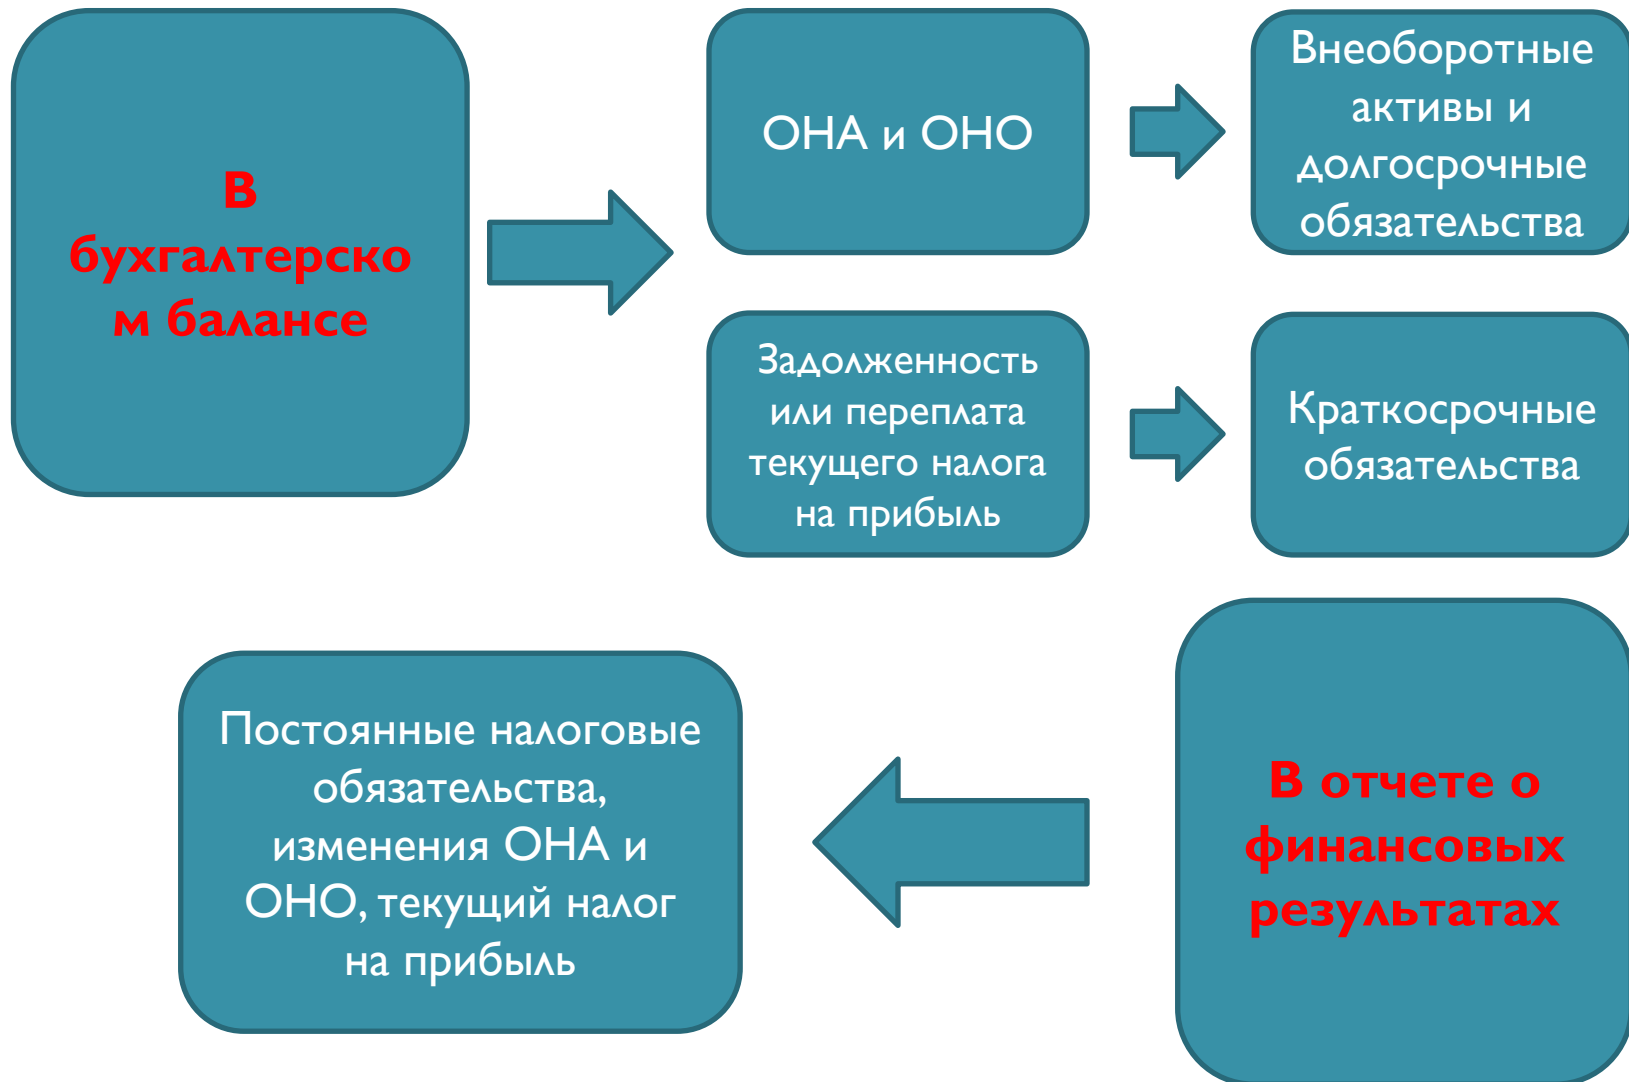 В
бухгалтерско
м балансе
ОНА и ОНО
Внеоборотные
активы и
долгосрочные
обязательства
Задолженность
или переплата
текущего налога
на прибыль
Краткосрочные
обязательства
Постоянные налоговые
обязательства,
изменения ОНА и
ОНО, текущий налог
на прибыль
В отчете о
финансовых
результатах